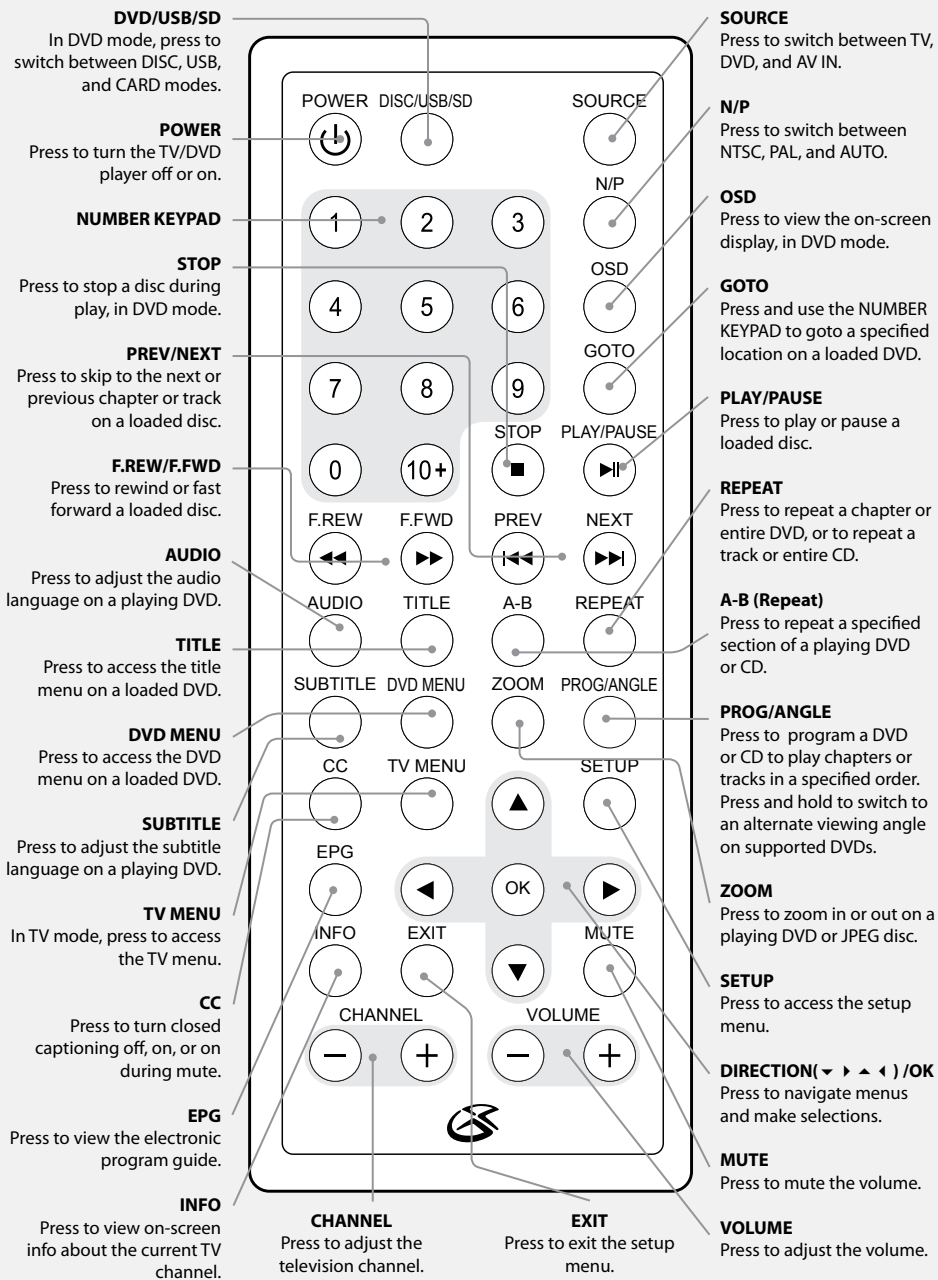 DVD/USB/SD
In DVD mode, press to
switch between DISC, USB,
and CARD modes.
POWER
Press to turn the TV/DVD
player off or on.
NUMBER KEYPAD
STOP
Press to stop a disc during
play, in DVD mode.
PREV/NEXT
Press to skip to the next or
previous chapter or track
on a loaded disc.
F.REW/F.FWD
Press to rewind or fast
forward a loaded disc.
AUDIO
Press to adjust the audio
language on a playing DVD.
TITLE
Press to access the title
menu on a loaded DVD.
DVD MENU
Press to access the DVD
menu on a loaded DVD.
SUBTITLE
Press to adjust the subtitle
language on a playing DVD.
TV MENU
In TV mode, press to access
the TV menu.
CC
Press to turn closed
captioning off, on, or on
during mute.
EPG
Press to view the electronic
program guide.
INFO
Press to view on-screen
info about the current TV
channel.
POWER DISC/USB/SD SOURCE
N/P
1 2 3
OSD
4 5 6
GOTO
7 8 9
STOP PLAY/PAUSE
0 10+
F.REW F.FWD PREV NEXT
AUDIO TITLE A-B REPEAT
SUBTITLE DVD MENU ZOOM PROG/ANGLE
CC TV MENU SETUP
EPG
OK
INFO EXIT MUTE
CHANNEL VOLUME
− + − +
CHANNEL
Press to adjust the
television channel.
EXIT
Press to exit the setup
menu.
SOURCE
Press to switch between TV,
DVD, and AV IN.
N/P
Press to switch between
NTSC, PAL, and AUTO.
OSD
Press to view the on-screen
display, in DVD mode.
GOTO
Press and use the NUMBER
KEYPAD to goto a specified
location on a loaded DVD.
PLAY/PAUSE
Press to play or pause a
loaded disc.
REPEAT
Press to repeat a chapter or
entire DVD, or to repeat a
track or entire CD.
A-B (Repeat)
Press to repeat a specified
section of a playing DVD
or CD.
PROG/ANGLE
Press to program a DVD
or CD to play chapters or
tracks in a specified order.
Press and hold to switch to
an alternate viewing angle
on supported DVDs.
ZOOM
Press to zoom in or out on a
playing DVD or JPEG disc.
SETUP
Press to access the setup
menu.
DIRECTION( ▾ ▸ ▴ ◂ ) /OK
Press to navigate menus
and make selections.
MUTE
Press to mute the volume.
VOLUME
Press to adjust the volume.